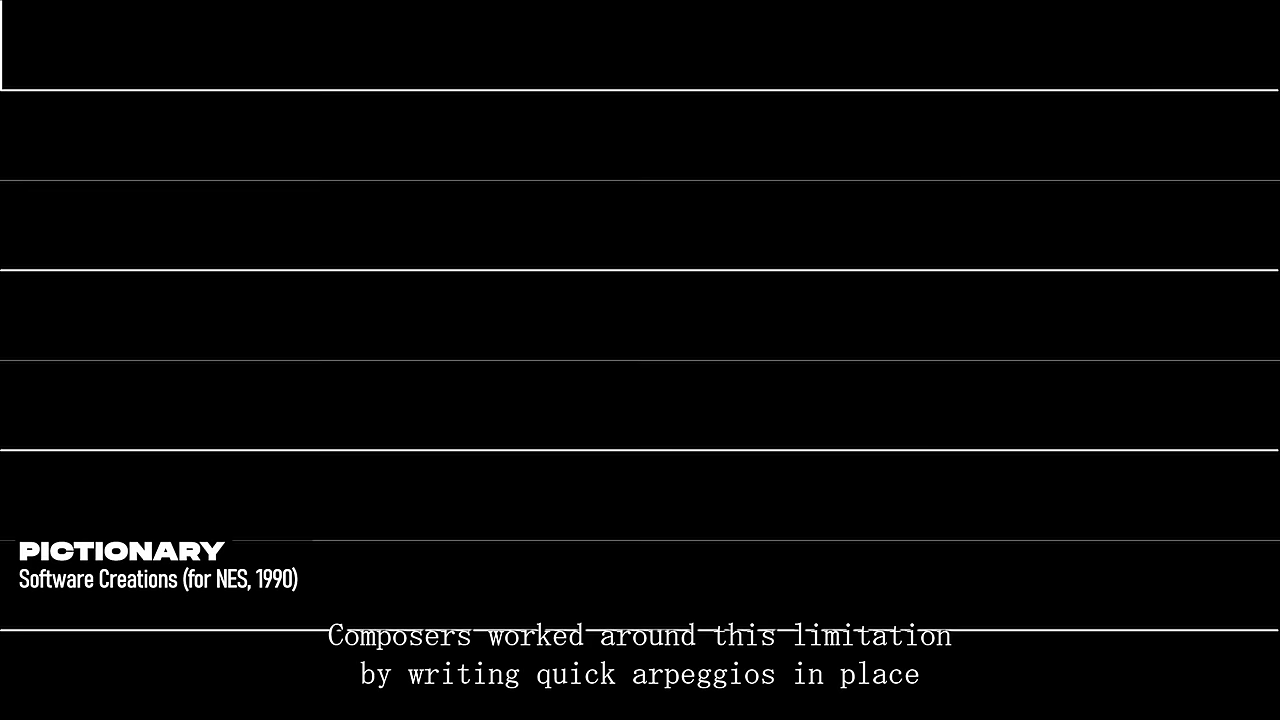 PICTIONARY
Software Creations (for NES, 1990)
Composers worked around this limitation
by writing quick arpeggios in place